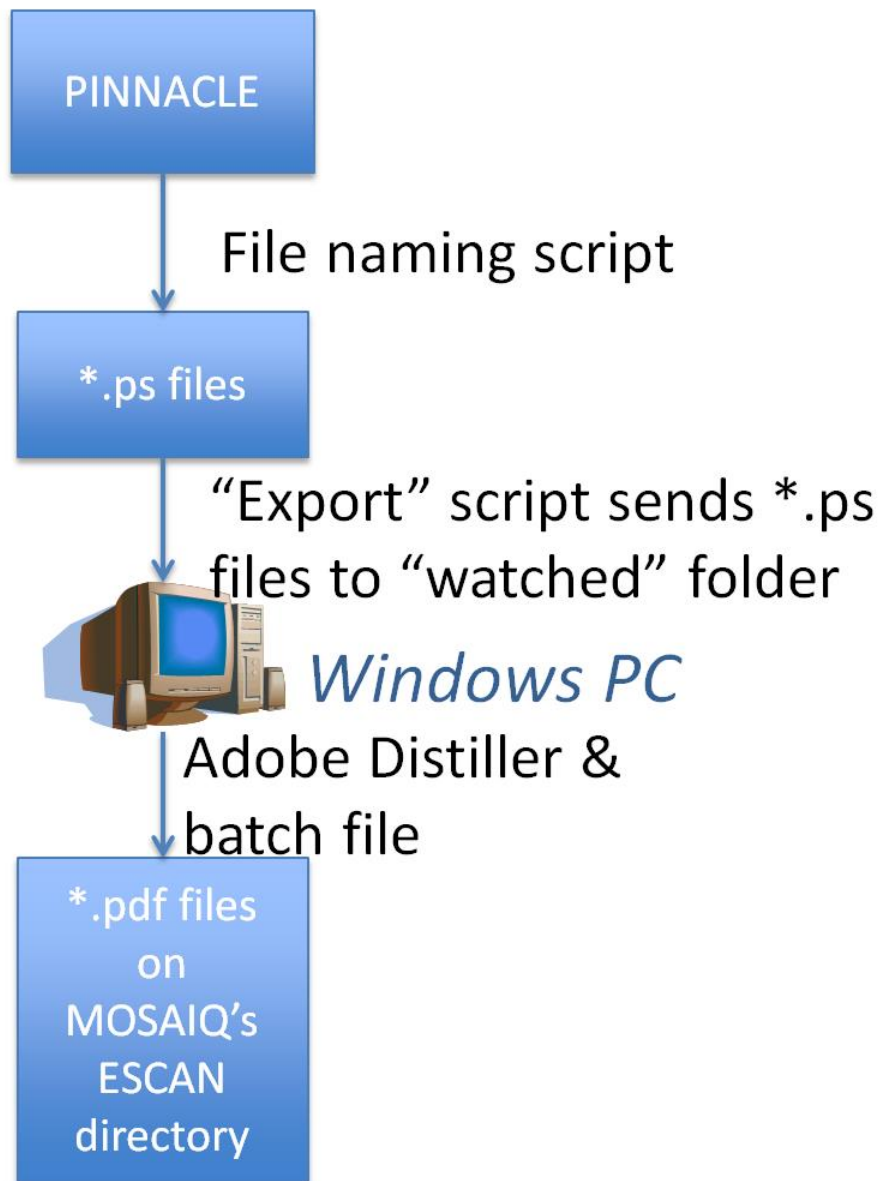 PINNACLE
File naming script
*.ps files
“Export” script sends *.ps
files to “watched” folder
Windows PC
Adobe Distiller &
batch file
*.pdf files
on
MOSAIQ’s
ESCAN
directory